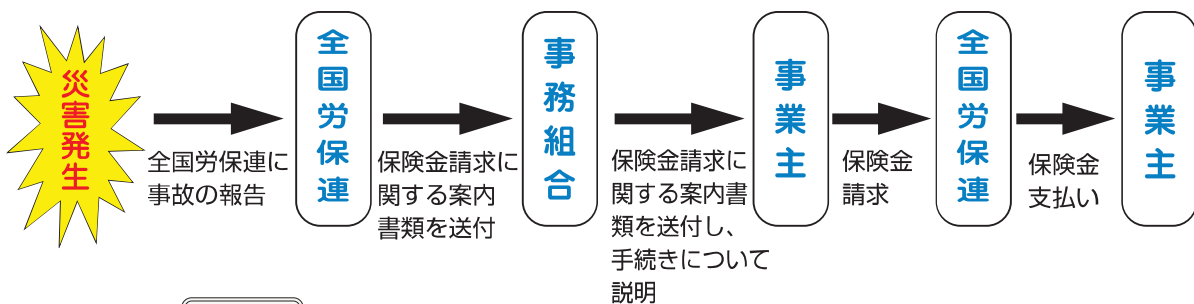 災害発生
全国労保連に
事故の報告
全国労保連
保険金請求に
関する案内
書類を送付
事務組合
保険金請求に
関する案内書
類を送付し、
手続きについて
説明
事業主
保険金
請求
全国労保連
保険金
支払い
事業主